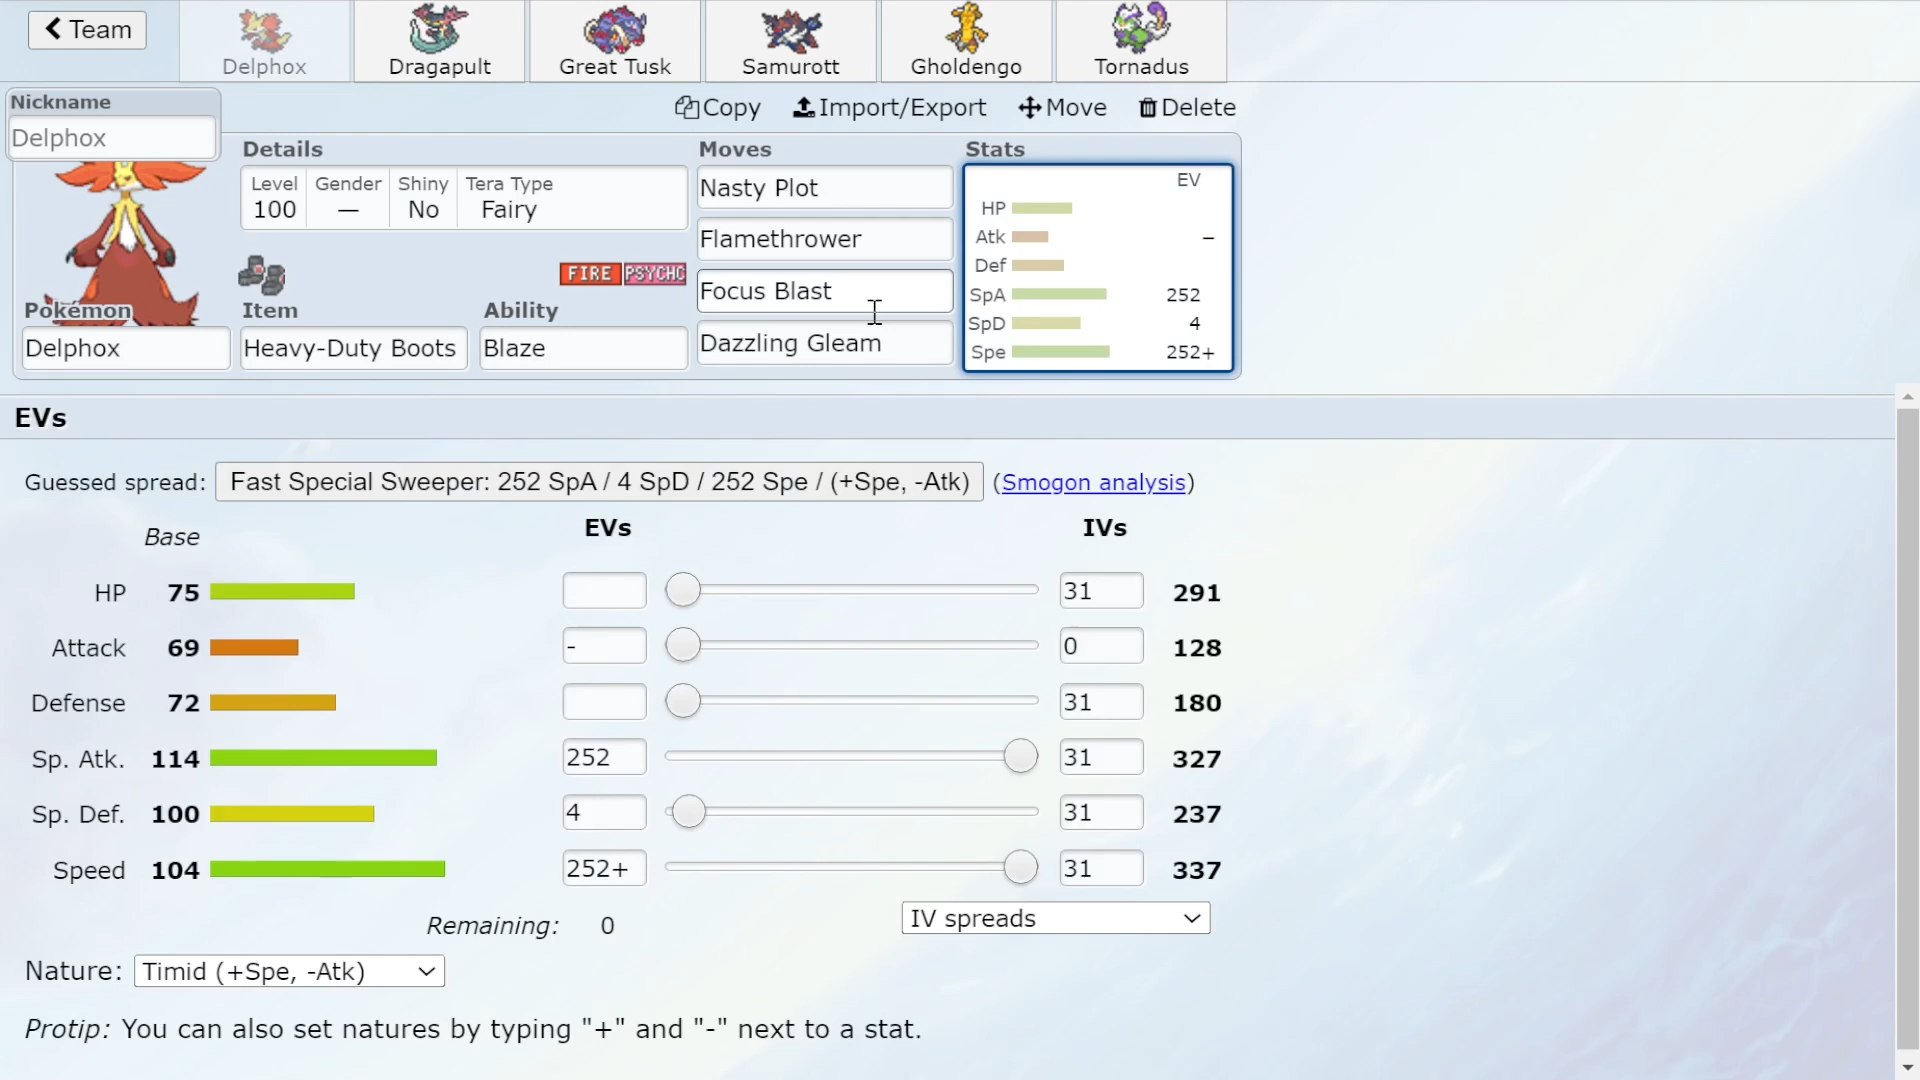 Team
Delphox
Dragapult
Great Tusk
Samurott
Gholdengo
Tornadus
Nickname
Delphox
Copy
Import/Export
Move
Delete
Details
Moves
Stats
Level
Gender
Shiny
Tera Type
100
—
No
Fairy
FIRE
PSYCHC
Pokémon
Item
Ability
Delphox
Heavy-Duty Boots
Blaze
Nasty Plot
Flamethrower
Focus Blast
Dazzling Gleam
EV
HP
Atk –
Def
SpA 252
SpD 4
Spe 252+
EVs
Guessed spread: Fast Special Sweeper: 252 SpA / 4 SpD / 252 Spe / (+Spe, -Atk) (Smogon analysis)
Base EVs IVs
HP 75 31 291
Attack 69 - 0 128
Defense 72 31 180
Sp. Atk. 114 252 31 327
Sp. Def. 100 4 31 237
Speed 104 252+ 31 337
Remaining: 0 IV spreads
Nature: Timid (+Spe, -Atk)
Protip: You can also set natures by typing "+" and "-" next to a stat.